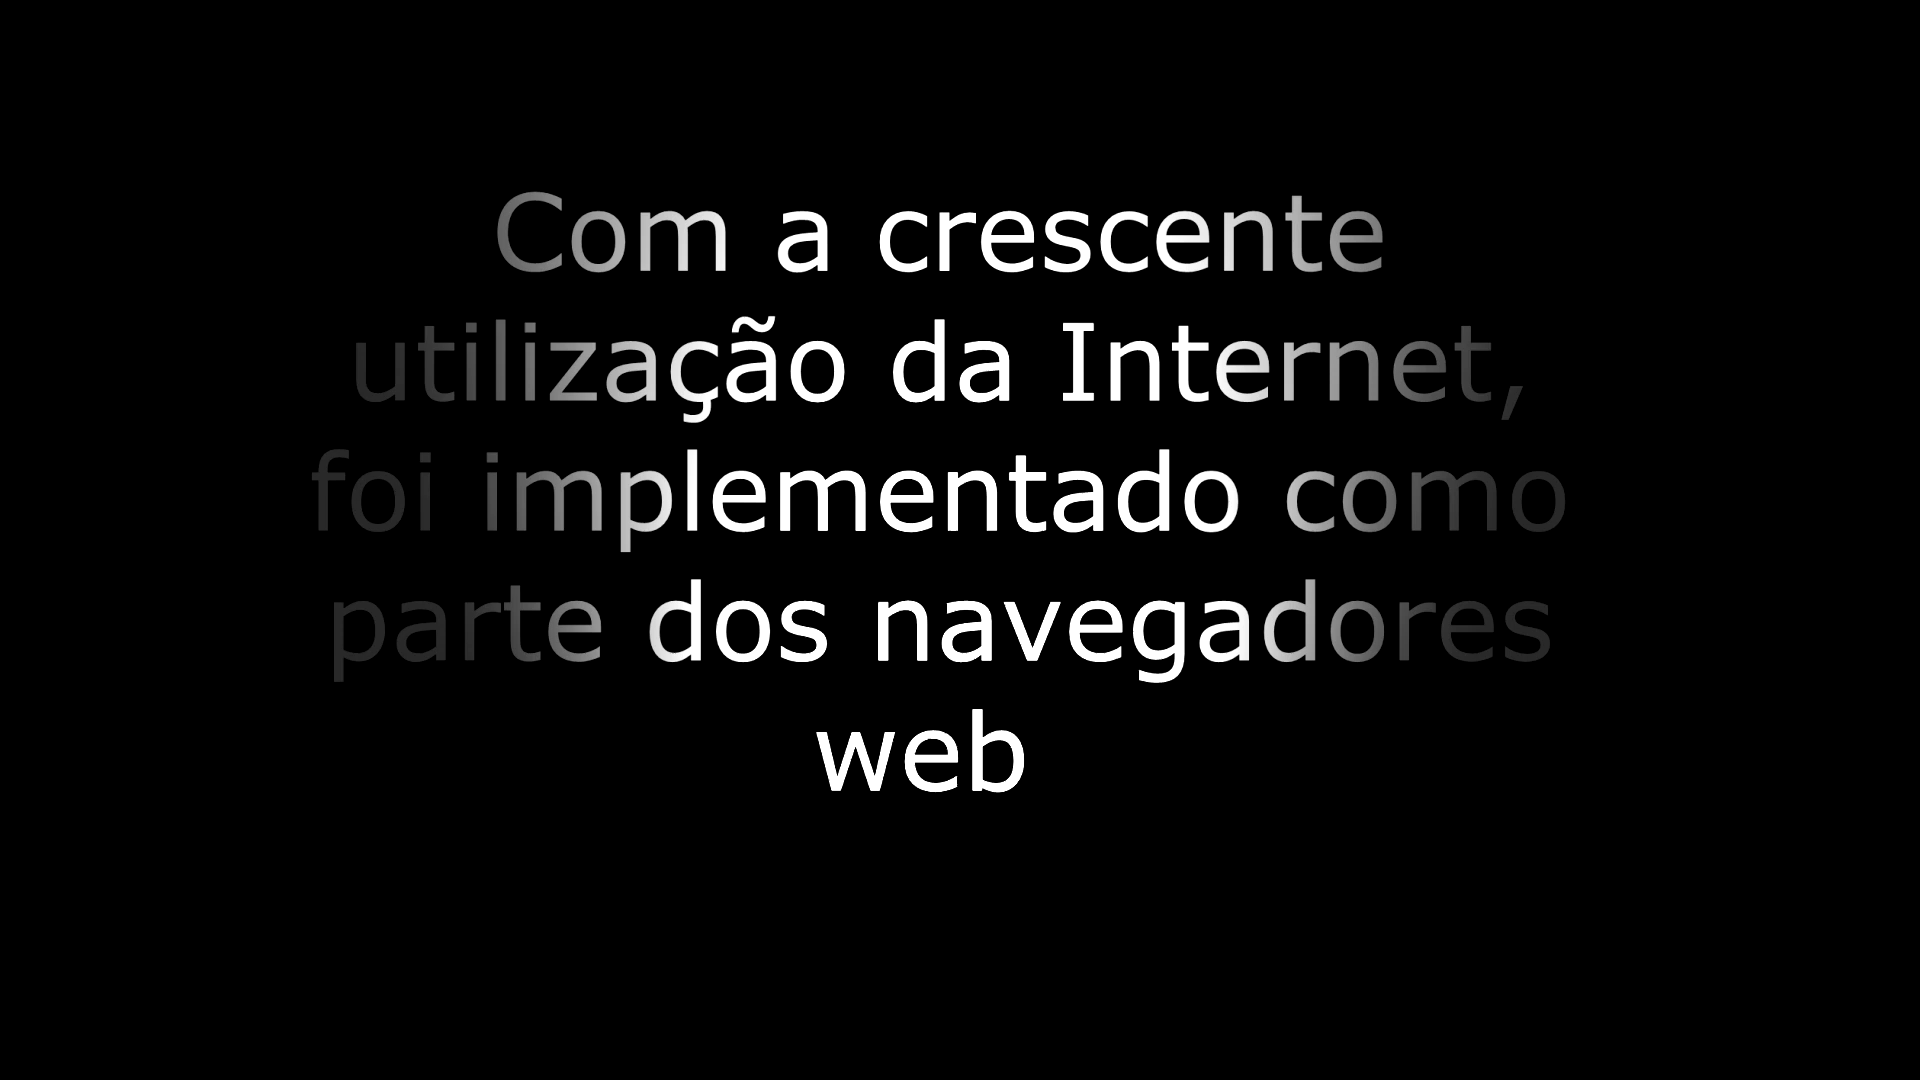 Com a crescente
utilização da Internet,
foi implementado como
parte dos navegadores
web